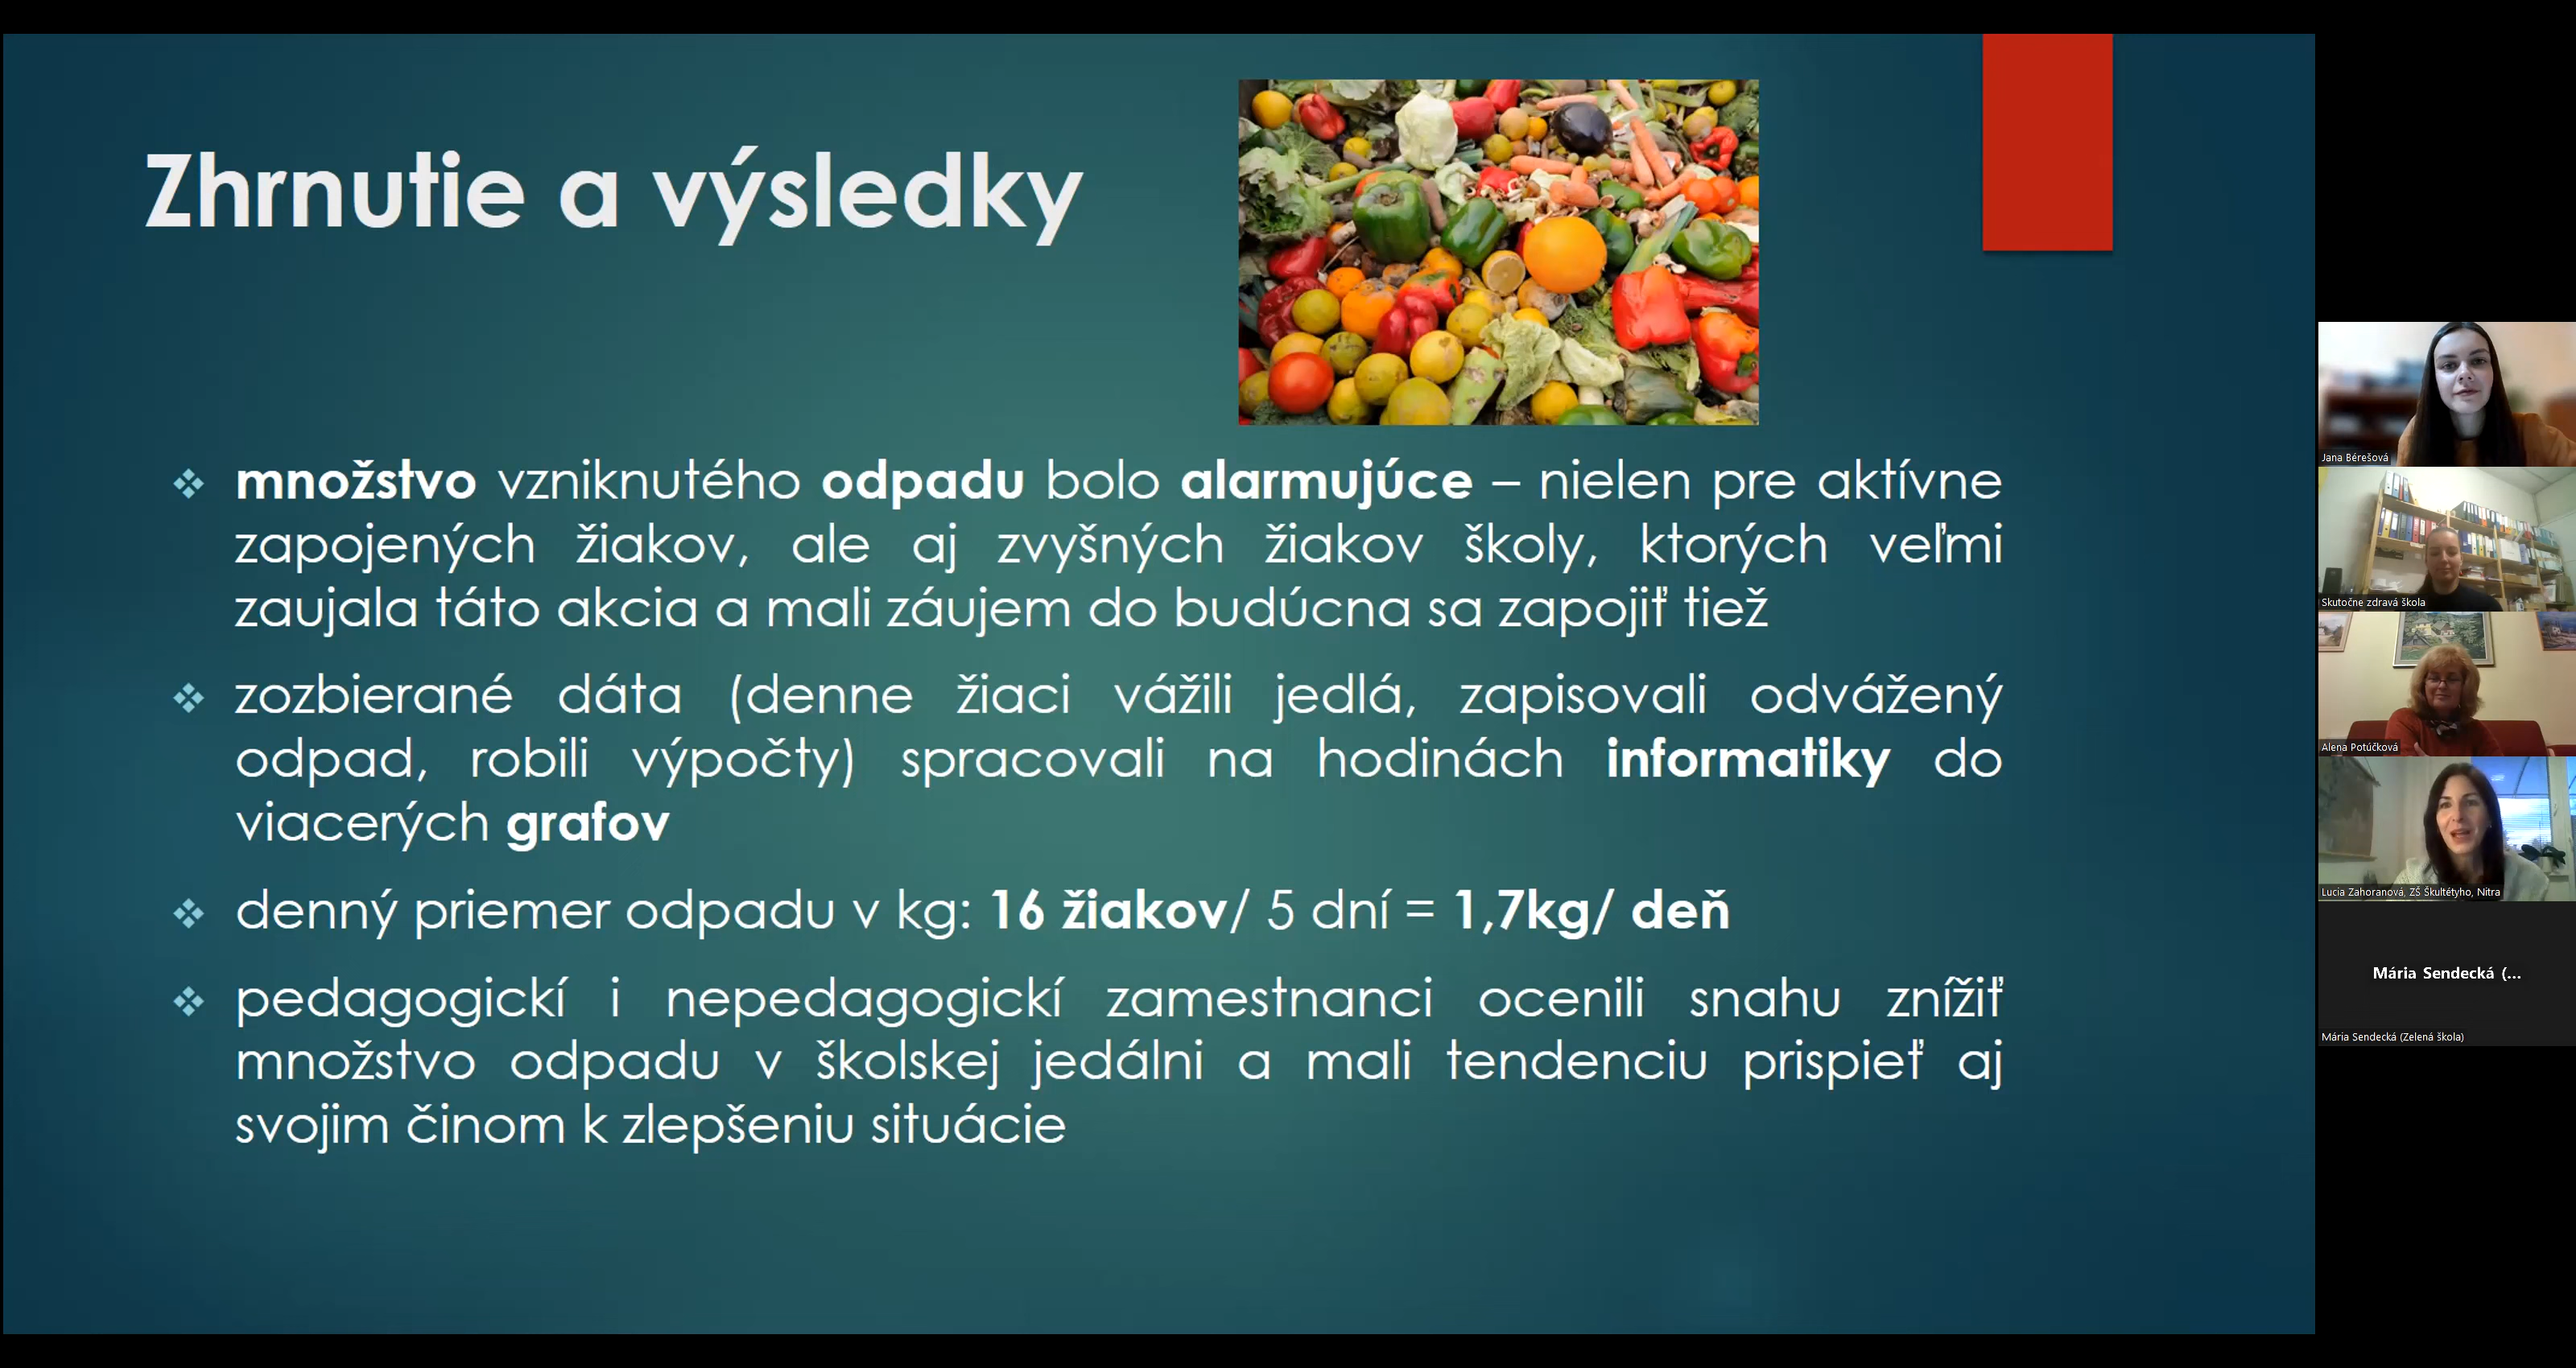 Zhrnutie a výsledky
množstvo vzniknutého odpadu bolo alarmujúce – nielen pre aktívne
zapojených žiakov, ale aj zvyšných žiakov školy, ktorých veľmi
zaujala táto akcia a mali záujem do budúcna sa zapojiť tiež
zozbierané dáta (denne žiaci vážili jedlá, zapisovali odvážený
odpad, robili výpočty) spracovali na hodinách informatiky do
viacerých grafov
denný priemer odpadu v kg: 16 žiakov/ 5 dní = 1,7kg/ deň
pedagogickí i nepedagogickí zamestnanci ocenili snahu znížiť
množstvo odpadu v školskej jedálni a mali tendenciu prispieť aj
svojim činom k zlepšeniu situácie
Jana Bérešová
Skutočne zdravá škola
Alena Potúčková
Lucia Zahoranová, ZŠ Škultétyho, Nitra
Mária Sendecká (...
Mária Sendecká (Zelená škola)